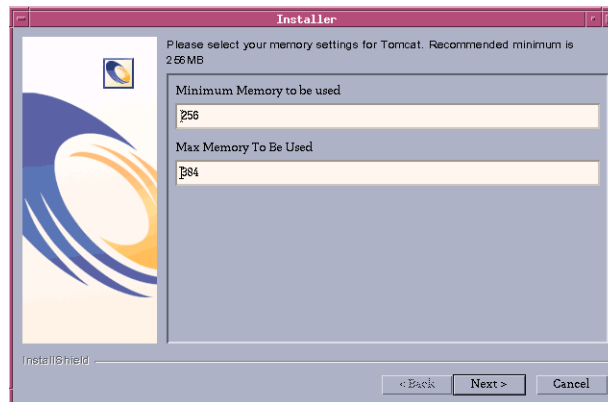 Installer
Please select your memory settings for Tomcat. Recommended minimum is
256MB
Minimum Memory to be used
256
Max Memory To Be Used
384
InstallShield
< Back
Next >
Cancel